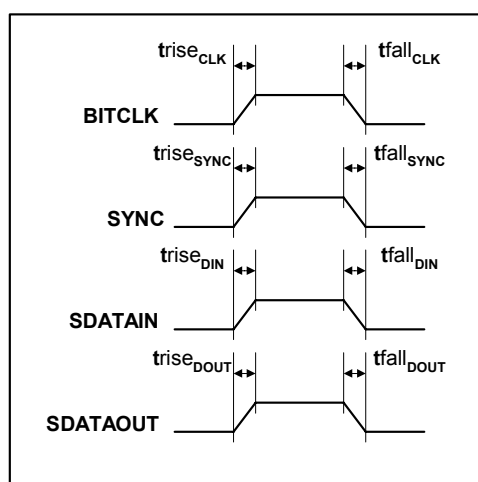 triseCLK tfallCLK
BITCLK
triseSYNC tfallSYNC
SYNC
triseDIN tfallDIN
SDATAIN
triseDOUT tfallDOUT
SDATAOUT